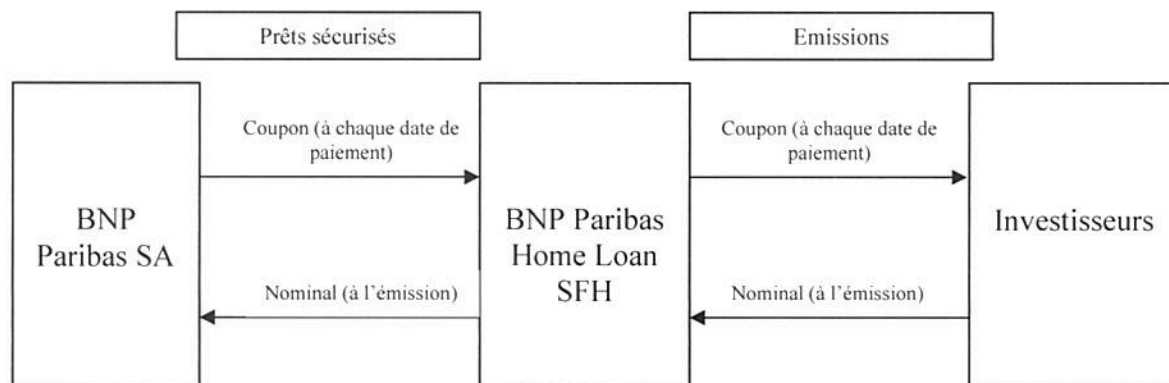 Prêts sécurisés
Emissions
Coupon (à chaque date de
paiement)
Coupon (à chaque date de
paiement)
BNP
Paribas SA
BNP Paribas
Home Loan
SFH
Investisseurs
Nominal (à l'émission)
Nominal (à l'émission)